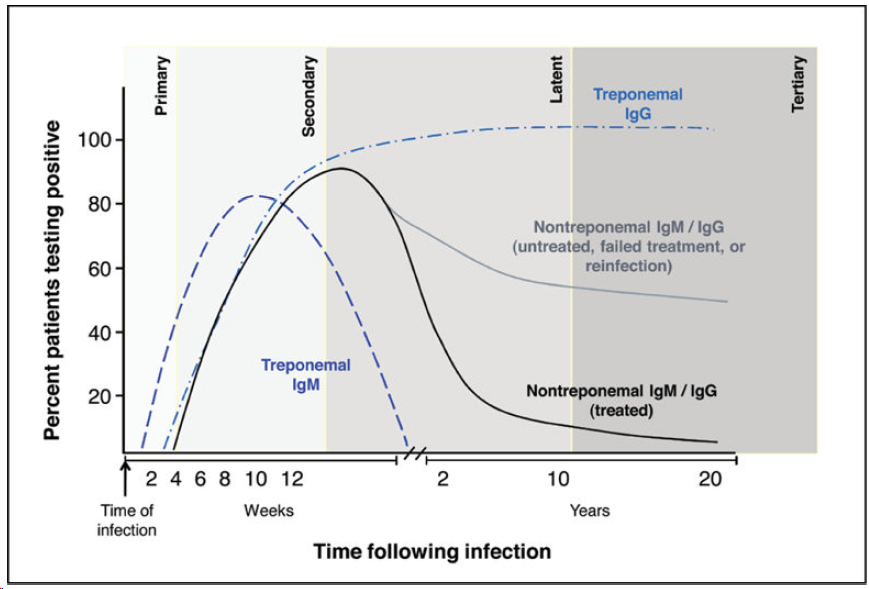 Primary
Secondary
Latent
Tertiary
Treponemal
IgG
Nontreponemal IgM / IgG
(untreated, failed treatment, or
reinfection)
Treponemal
IgM
Nontreponemal IgM / IgG
(treated)
Percent patients testing positive
100
80
60
40
20
2 4 6 8 10 12
2 10 20
Time of
infection
Weeks
Years
Time following infection